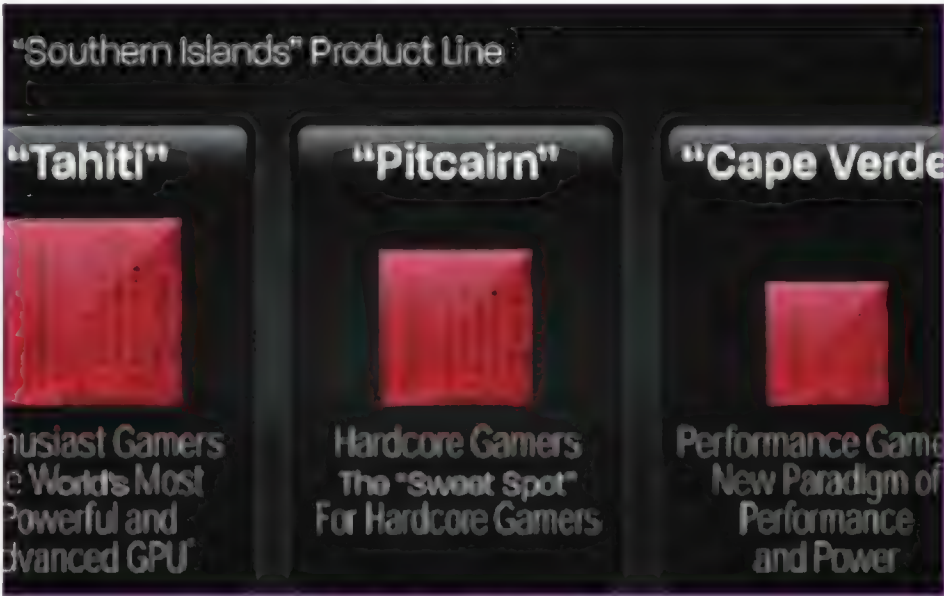 "Southern Islands" Product Line
"Tahiti"
husiast Gamers
e World's Most
Powerful and
dvanced GPU
"Pitcairn"
Hardcore Gamers
The "Sweet Spot"
For Hardcore Gamers
"Cape Verde
Performance Game
New Paradigm of
Performance
and Power